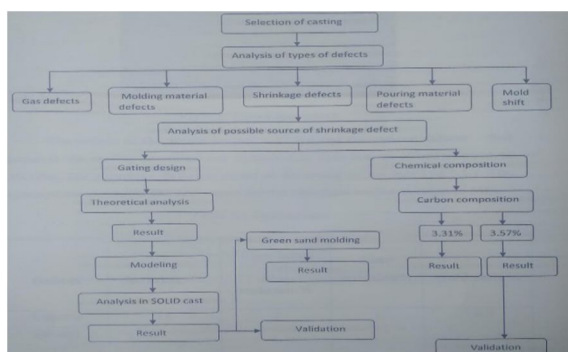 Selection of casting
Analysis of types of defects
Gas defects
Molding material
defects
Shrinkage defects
Pouring material
defects
Mold
shift
Analysis of possible source of shrinkage defect
Gating design
Chemical composition
Theoretical analysis
Carbon composition
Result
Green sand molding
3.31%
3.57%
Modeling
Result
Result
Result
Analysis in SOLID cast
Result
Validation
Validation